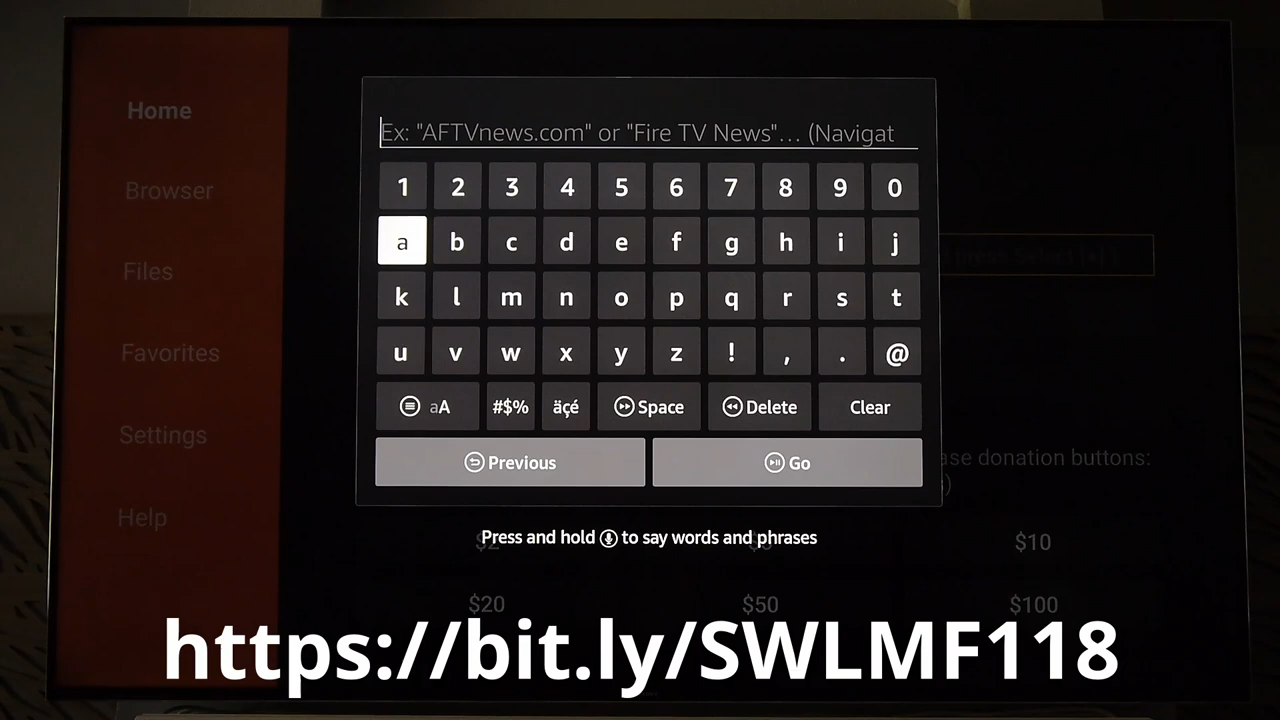 Home
Browser
Files
Favorites
Settings
Help
Ex: "AFTVnews.com" or "Fire TV News"... (Navigat
1 2 3 4 5 6 7 8 9 0
a b c d e f g h i j
k l m n o p q r s t
u v w x y z ! , . @
aA #$% äçé Space Delete Clear
Previous Go
press Select
ase donation buttons:
)
Press and hold to say words and phrases
$10
$20 $50 $100
https://bit.ly/SWLMF118